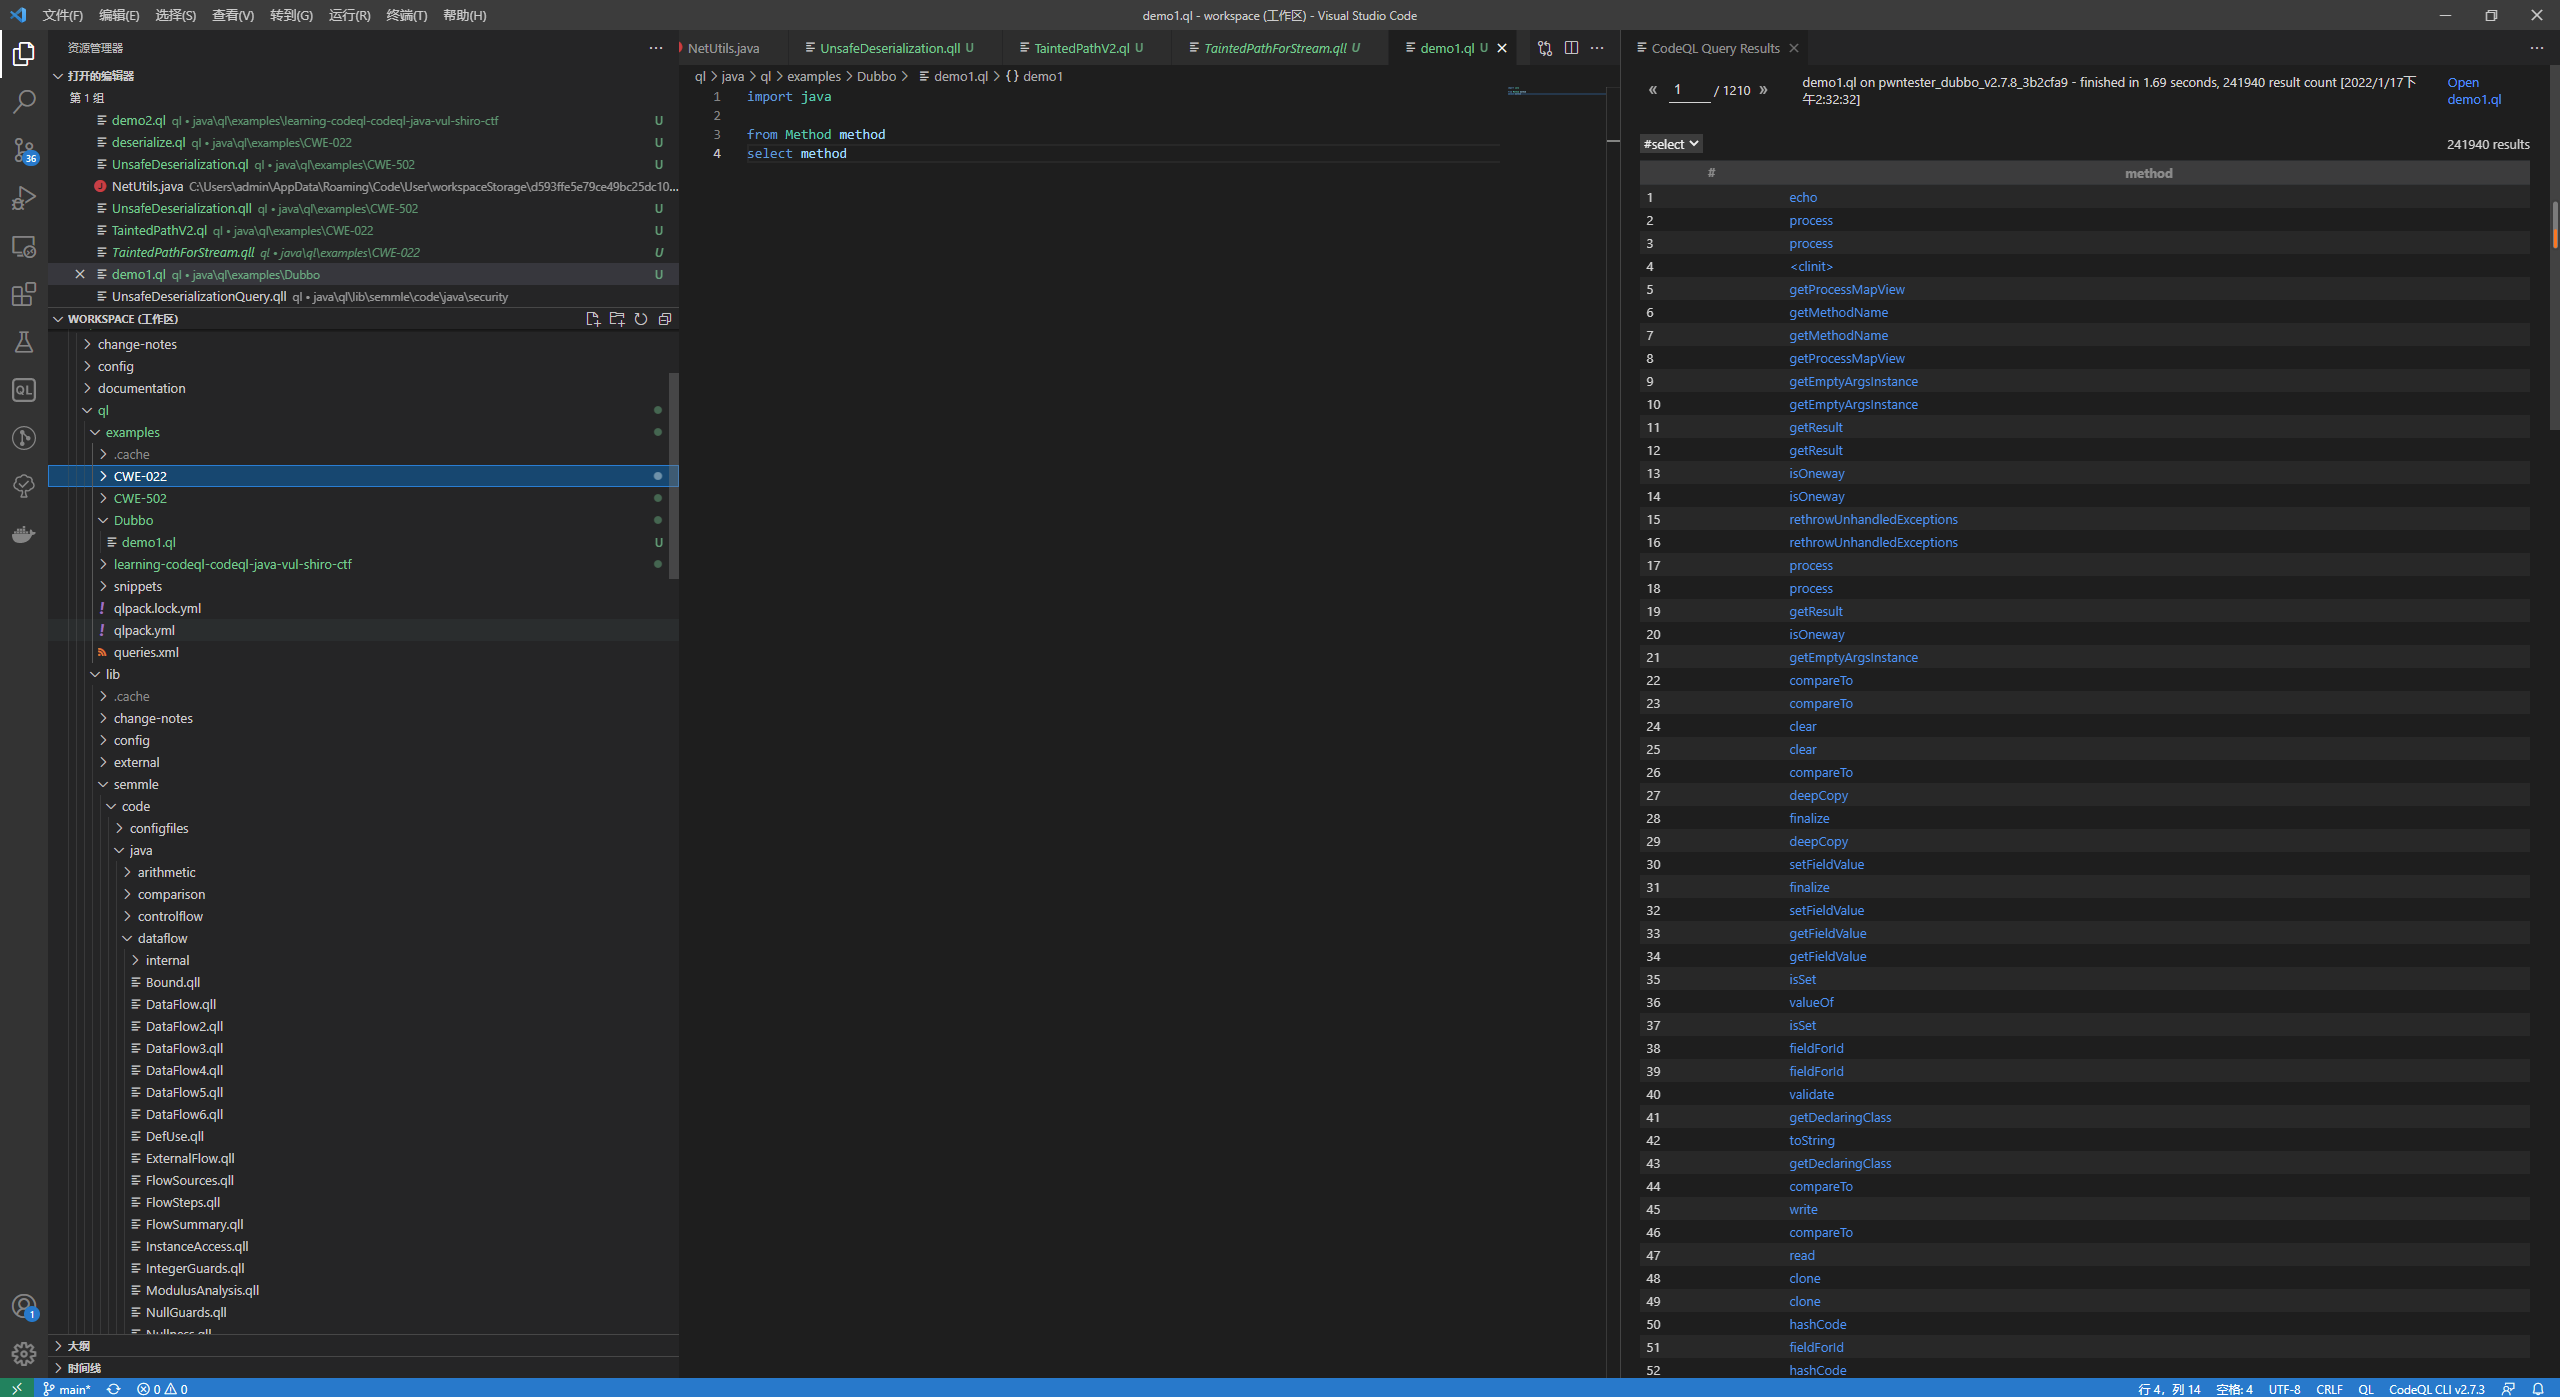 文件(F) 编辑(E) 选择(S) 查看(V) 转到(G) 运行(R) 终端(T) 帮助(H)
demo1.ql - workspace (工作区) - Visual Studio Code
资源管理器
打开的编辑器
第 1 组
demo2.ql ql • java\ql\examples\learning-codeql-codeql-java-vul-shiro-ctf U
deserialize.ql ql • java\ql\examples\CWE-022 U
UnsafeDeserialization.ql ql • java\ql\examples\CWE-502 U
NetUtils.java C:\Users\admin\AppData\Roaming\Code\User\workspaceStorage\d593ffe5e79ce49bc25dc10...
UnsafeDeserialization.qll ql • java\ql\examples\CWE-502 U
TaintedPathV2.ql ql • java\ql\examples\CWE-022 U
TaintedPathForStream.qll ql • java\ql\examples\CWE-022 U
demo1.ql ql • java\ql\examples\Dubbo U
UnsafeDeserializationQuery.qll ql • java\ql\lib\semmle\code\java\security
WORKSPACE (工作区)
change-notes
config
documentation
ql
examples
.cache
CWE-022
CWE-502
Dubbo
demo1.ql U
learning-codeql-codeql-java-vul-shiro-ctf
snippets
qlpack.lock.yml
qlpack.yml
queries.xml
lib
.cache
change-notes
config
external
semmle
code
configfiles
java
arithmetic
comparison
controlflow
dataflow
internal
Bound.qll
DataFlow.qll
DataFlow2.qll
DataFlow3.qll
DataFlow4.qll
DataFlow5.qll
DataFlow6.qll
DefUse.qll
ExternalFlow.qll
FlowSources.qll
FlowSteps.qll
FlowSummary.qll
InstanceAccess.qll
IntegerGuards.qll
ModulusAnalysis.qll
NullGuards.qll
Nullness.qll
大纲
时间线
36
QL
1
NetUtils.java UnsafeDeserialization.qll U TaintedPathV2.ql U TaintedPathForStream.qll U demo1.ql U
ql > java > ql > examples > Dubbo > demo1.ql > {} demo1
1 import java
2
3 from Method method
4 select method
CodeQL Query Results
« 1 / 1210 »
demo1.ql on pwntester_dubbo_v2.7.8_3b2cfa9 - finished in 1.69 seconds, 241940 result count [2022/1/17下
午2:32:32]
Open
demo1.ql
#select 241940 results
# method
1 echo
2 process
3 process
4 <clinit>
5 getProcessMapView
6 getMethodName
7 getMethodName
8 getProcessMapView
9 getEmptyArgsInstance
10 getEmptyArgsInstance
11 getResult
12 getResult
13 isOneway
14 isOneway
15 rethrowUnhandledExceptions
16 rethrowUnhandledExceptions
17 process
18 process
19 getResult
20 isOneway
21 getEmptyArgsInstance
22 compareTo
23 compareTo
24 clear
25 clear
26 compareTo
27 deepCopy
28 finalize
29 deepCopy
30 setFieldValue
31 finalize
32 setFieldValue
33 getFieldValue
34 getFieldValue
35 isSet
36 valueOf
37 isSet
38 fieldForId
39 fieldForId
40 validate
41 getDeclaringClass
42 toString
43 getDeclaringClass
44 compareTo
45 write
46 compareTo
47 read
48 clone
49 clone
50 hashCode
51 fieldForId
52 hashCode
main* 0 0
行 4，列 14 空格: 4 UTF-8 CRLF QL CodeQL CLI v2.7.3